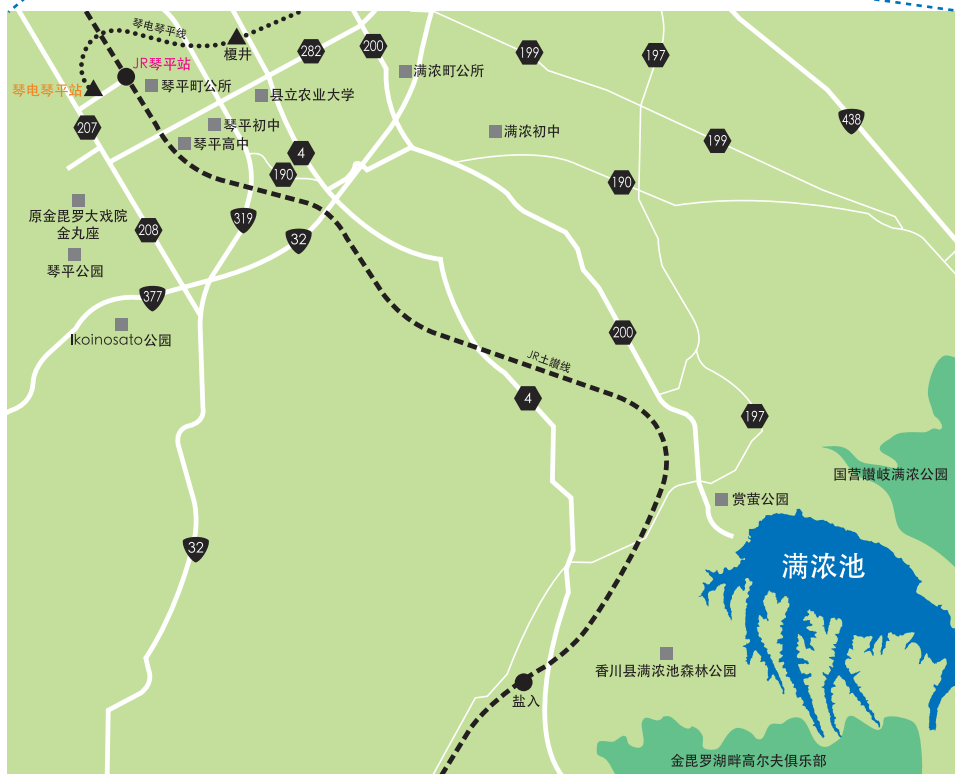 琴电琴平线
榎井
282
200
199
197
JR琴平站
琴平町公所
满浓町公所
琴电琴平站
县立农业大学
438
207
琴平初中
满浓初中
琴平高中
4
199
190
190
原金毘罗大戏院
金丸座
319
208
32
琴平公园
377
Ikoinosato公园
200
JR土讃线
4
197
国营讃岐满浓公园
赏萤公园
32
满浓池
香川县满浓池森林公园
盐入
金毘罗湖畔高尔夫俱乐部